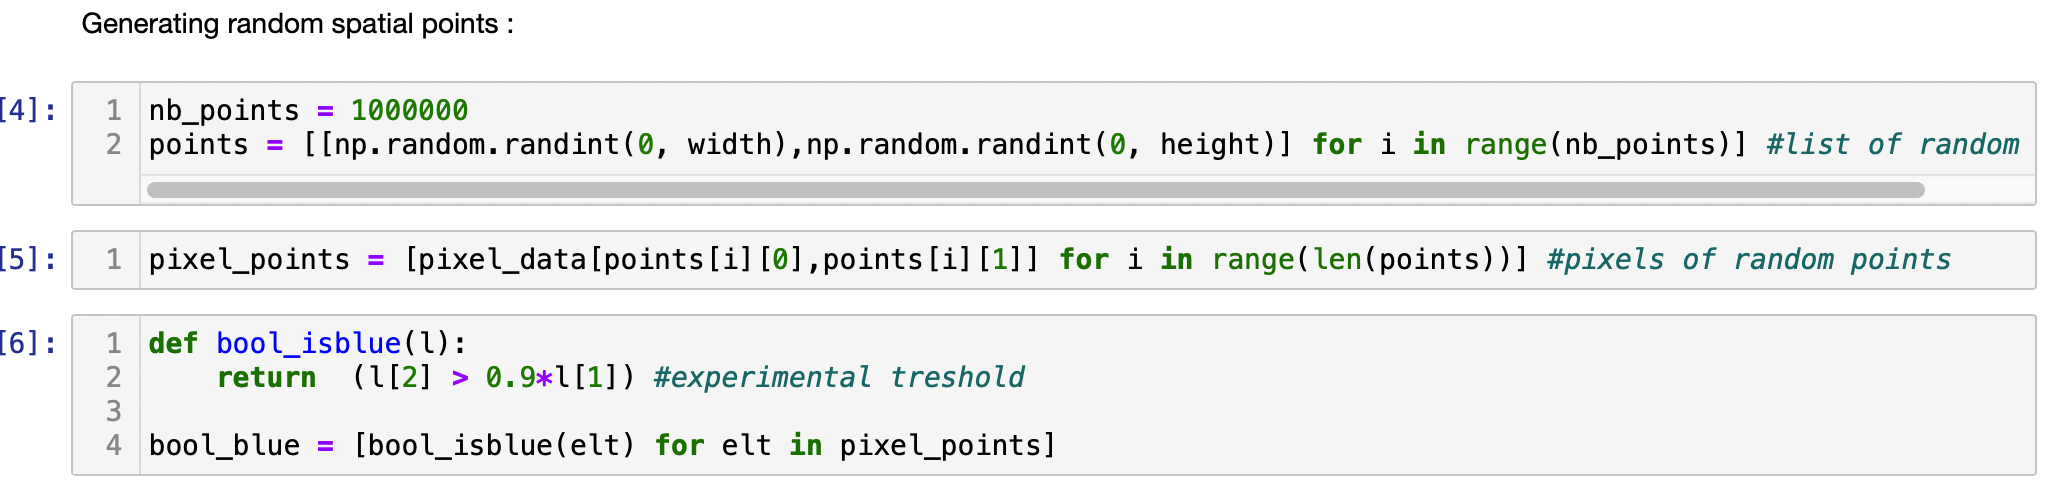 Generating random spatial points :
[4]:
1 nb_points = 1000000
2 points = [[np.random.randint(0, width),np.random.randint(0, height)] for i in range(nb_points)] #list of random
[5]:
1 pixel_points = [pixel_data[points[i][0],points[i][1]] for i in range(len(points))] #pixels of random points
[6]:
1 def bool_isblue(l):
2     return  (l[2] > 0.9*l[1]) #experimental treshold
3
4 bool_blue = [bool_isblue(elt) for elt in pixel_points]